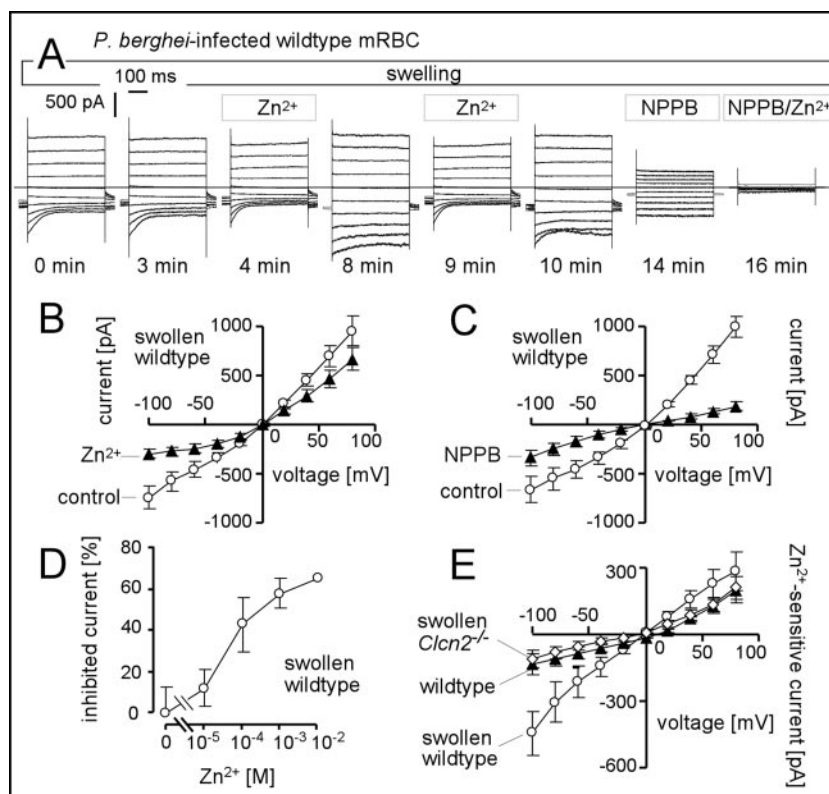 A
P. berghei-infected wildtype mRBC
swelling
100 ms
500 pA
Zn²⁺
Zn²⁺
NPPB
NPPB/Zn²⁺
0 min
3 min
4 min
8 min
9 min
10 min
14 min
16 min
B
current [pA]
swollen
wildtype
1000
500
-100
-50
0
50
100
-500
-1000
voltage [mV]
Zn²⁺
control
C
swollen
wildtype
1000
500
current [pA]
-100
-50
0
50
100
-500
-1000
voltage [mV]
NPPB
control
D
inhibited current [%]
80
60
40
20
0
swollen
wildtype
0
10⁻⁵
10⁻⁴
10⁻³
10⁻²
Zn²⁺ [M]
E
300
-100
-50
0
50
100
-300
-600
swollen
Clcn2⁻/⁻
wildtype
swollen
wildtype
voltage [mV]
Zn²⁺-sensitive current [pA]